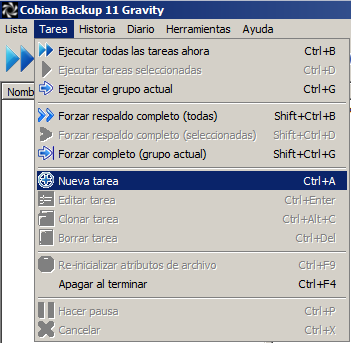 Cobian Backup 11 Gravity
Lista Tarea Historia Diario Herramientas Ayuda
Nomb
Ejecutar todas las tareas ahora Ctrl+B
Ejecutar tareas seleccionadas Ctrl+D
Ejecutar el grupo actual Ctrl+G
Forzar respaldo completo (todas) Shift+Ctrl+B
Forzar respaldo completo (seleccionadas) Shift+Ctrl+D
Forzar completo (grupo actual) Shift+Ctrl+G
Nueva tarea Ctrl+A
Editar tarea Ctrl+Enter
Clonar tarea Ctrl+Alt+C
Borrar tarea Ctrl+Del
Re-inicializar atributos de archivo Ctrl+F9
Apagar al terminar Ctrl+F4
Hacer pausa Ctrl+P
Cancelar Ctrl+X